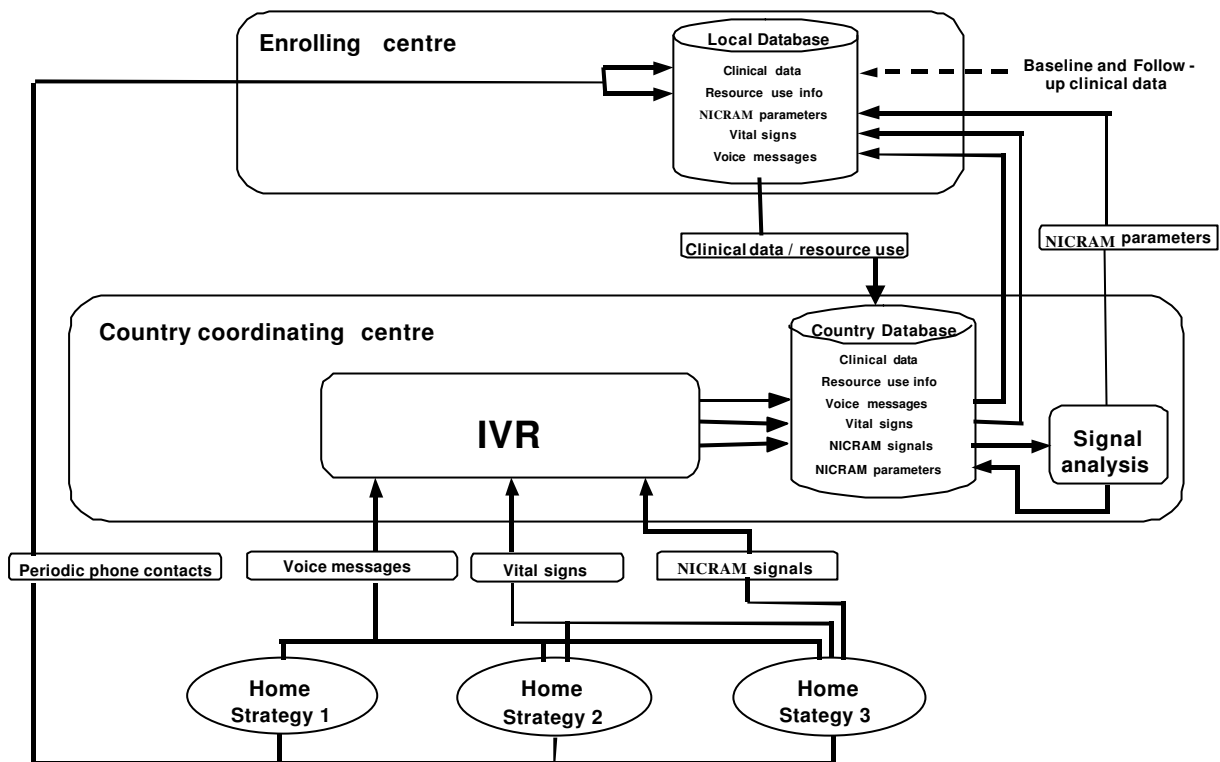 Enrolling centre
Local Database
Clinical data
Resource use info
NICRAM parameters
Vital signs
Voice messages
Baseline and Follow -
up clinical data
NICRAM parameters
Clinical data / resource use
Country coordinating centre
Country Database
Clinical data
Resource use info
Voice messages
Vital signs
NICRAM signals
NICRAM parameters
IVR
Signal
analysis
Periodic phone contacts
Voice messages
Vital signs
NICRAM signals
Home
Strategy 1
Home
Strategy 2
Home
Stategy 3